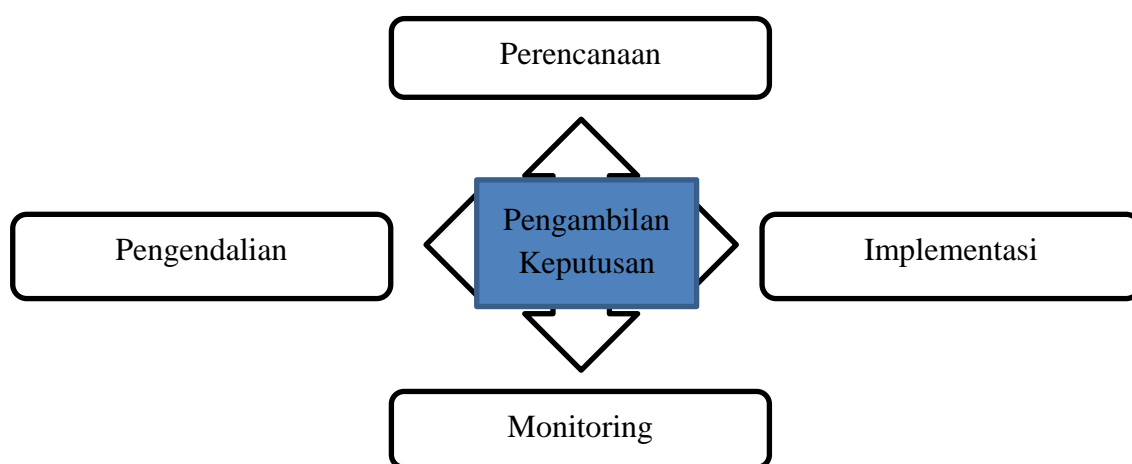 Perencanaan
Pengendalian
Pengambilan
Keputusan
Implementasi
Monitoring